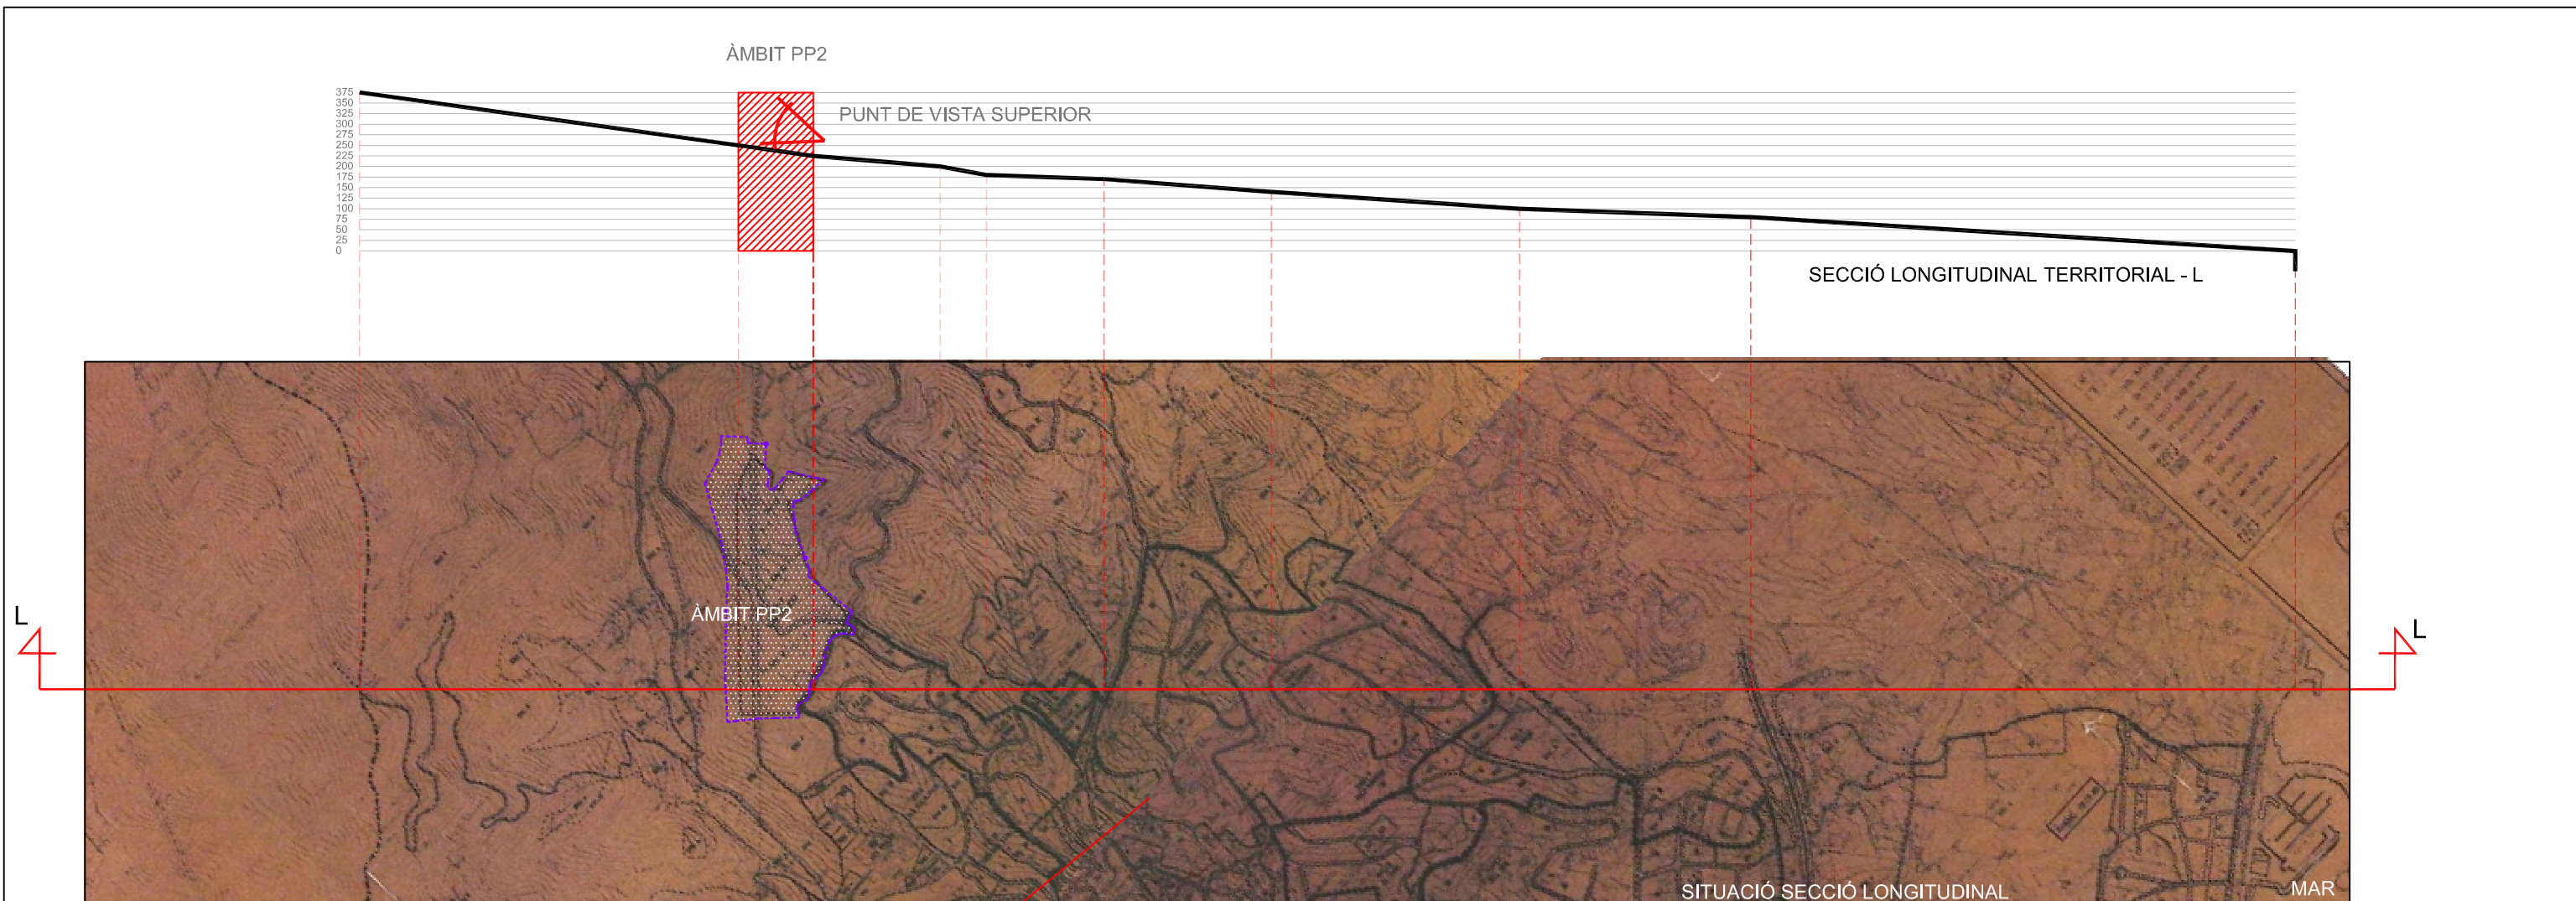 ÀMBIT PP2
PUNT DE VISTA SUPERIOR
375
350
325
300
275
250
225
200
175
150
125
100
75
50
25
0
SECCIÓ LONGITUDINAL TERRITORIAL - L
L
ÀMBIT PP2
L
SITUACIÓ SECCIÓ LONGITUDINAL
MAR